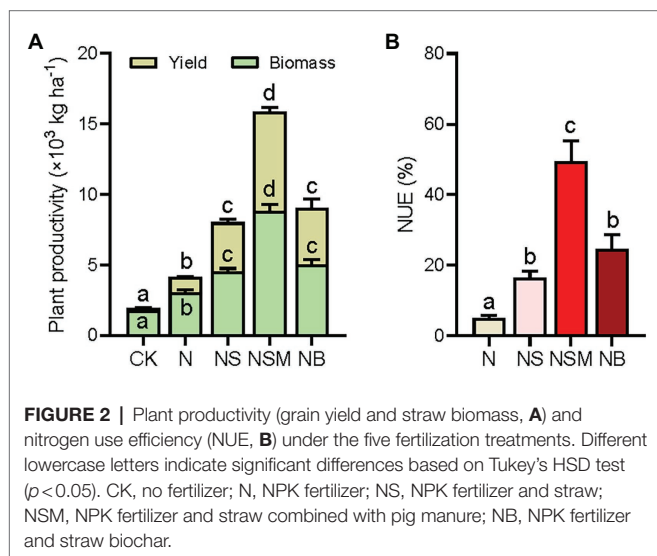 A
B
Yield
Biomass
Plant productivity (×10³ kg ha⁻¹)
20
15
10
5
0
a
a
b
b
c
c
d
d
c
c
CK
N
NS
NSM
NB
NUE (%)
80
60
40
20
0
a
b
c
b
N
NS
NSM
NB
FIGURE 2 | Plant productivity (grain yield and straw biomass, A) and
nitrogen use efficiency (NUE, B) under the five fertilization treatments. Different
lowercase letters indicate significant differences based on Tukey's HSD test
(p < 0.05). CK, no fertilizer; N, NPK fertilizer; NS, NPK fertilizer and straw;
NSM, NPK fertilizer and straw combined with pig manure; NB, NPK fertilizer
and straw biochar.